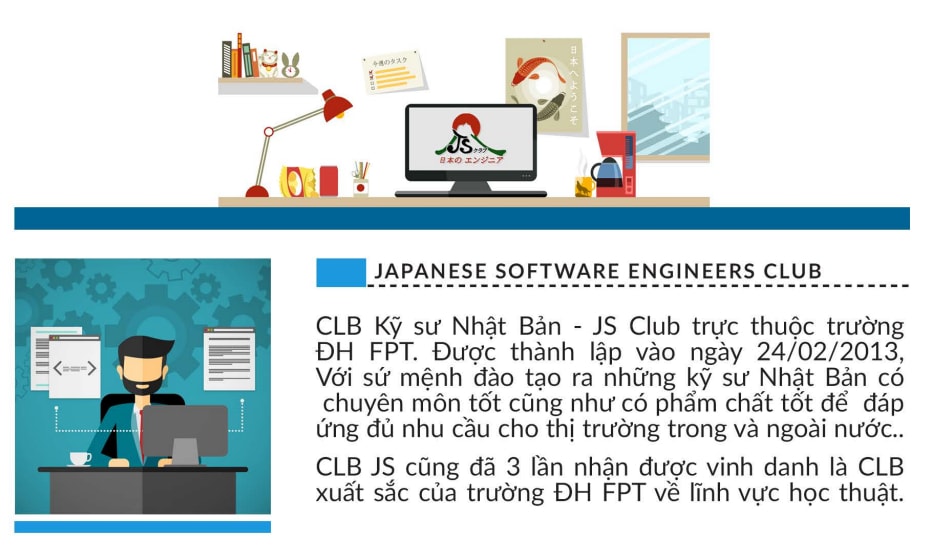 今週のタスク
日本へようこそ
JSクラブ
日本の エンジニア
JAPANESE SOFTWARE ENGINEERS CLUB
CLB Kỹ sư Nhật Bản - JS Club trực thuộc trường
ĐH FPT. Được thành lập vào ngày 24/02/2013,
Với sứ mệnh đào tạo ra những kỹ sư Nhật Bản có
chuyên môn tốt cũng như có phẩm chất tốt để đáp
ứng đủ nhu cầu cho thị trường trong và ngoài nước..
CLB JS cũng đã 3 lần nhận được vinh danh là CLB
xuất sắc của trường ĐH FPT về lĩnh vực học thuật.